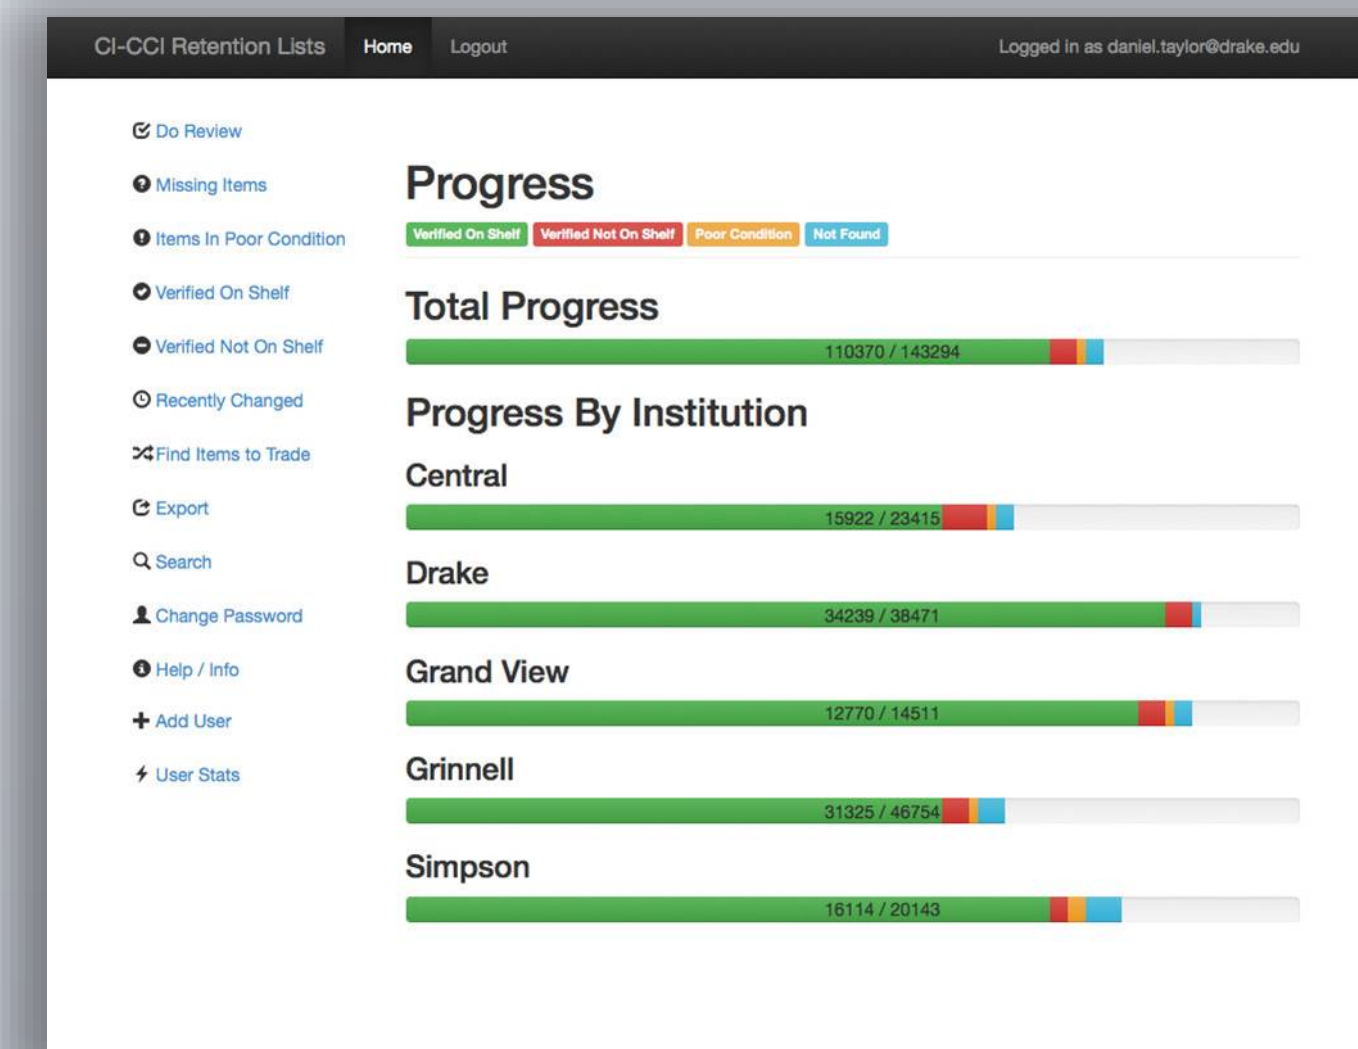 CI-CCI Retention Lists Home Logout Logged in as daniel.taylor@drake.edu
Do Review
Missing Items
Items In Poor Condition
Verified On Shelf
Verified Not On Shelf
Recently Changed
Find Items to Trade
Export
Search
Change Password
Help / Info
Add User
User Stats
Progress
Verified On Shelf Verified Not On Shelf Poor Condition Not Found
Total Progress
110370 / 143294
Progress By Institution
Central
15922 / 23415
Drake
34239 / 38471
Grand View
12770 / 14511
Grinnell
31325 / 46754
Simpson
16114 / 20143